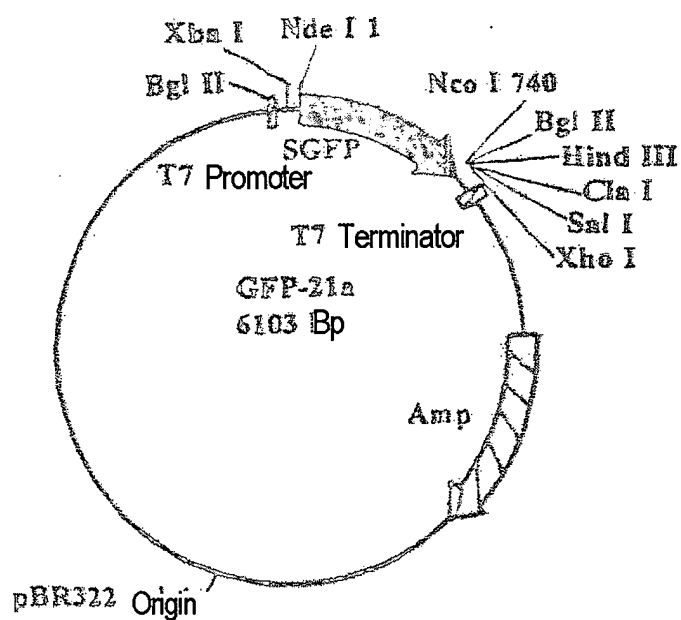 Xba I
Nde I 1
Bgl II
Nco I 740
Bgl II
Hind III
Cla I
Sal I
Xho I
SGFP
T7 Promoter
T7 Terminator
GFP-21a
6103 Bp
Amp
pBR322 Origin